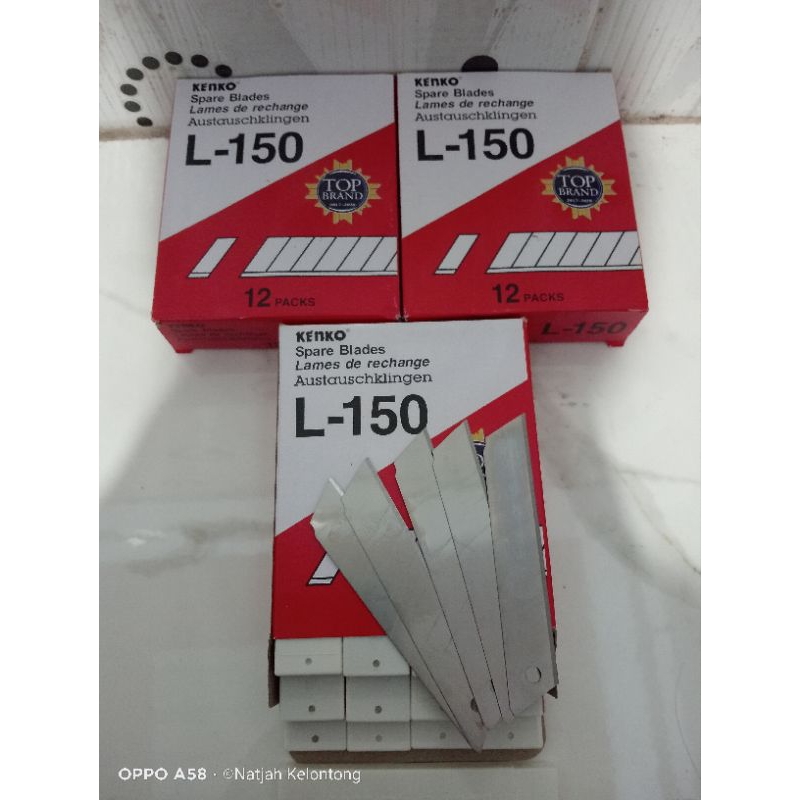 KENKO
Spare Blades
Lames de rechange
Austauschklingen
L-150
TOP
BRAND
12 PACKS
KENKO
Spare Blades
Lames de rechange
Austauschklingen
L-150
TOP
BRAND
12 PACKS
L-150
KENKO
Spare Blades
Lames de rechange
Austauschklingen
L-150
OPPO A58 · ©Natjah Kelontong